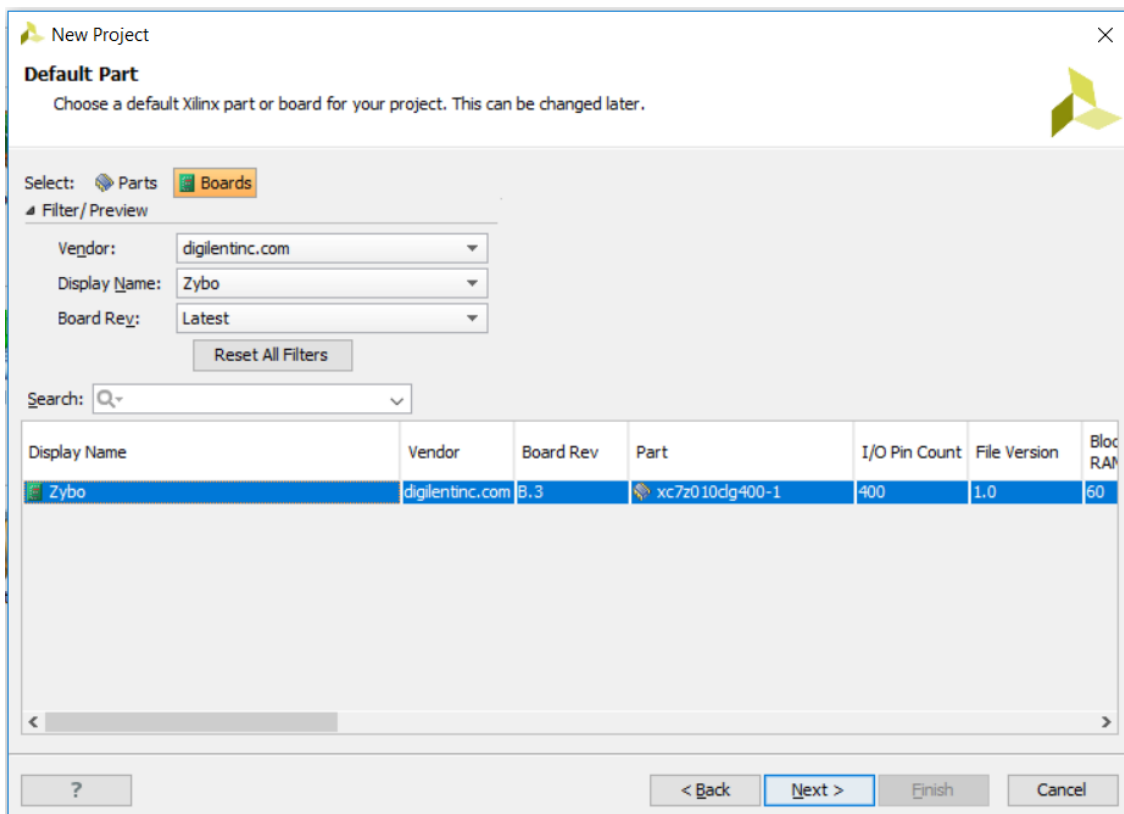 New Project
Default Part
Choose a default Xilinx part or board for your project. This can be changed later.
Select: Parts Boards
Filter/ Preview
Vendor: digilentinc.com
Display Name: Zybo
Board Rev: Latest
Reset All Filters
Search:
Display Name Vendor Board Rev Part I/O Pin Count File Version Bloc
RAM
Zybo digilentinc.com B.3 xc7z010clg400-1 400 1.0 60
? < Back Next > Finish Cancel